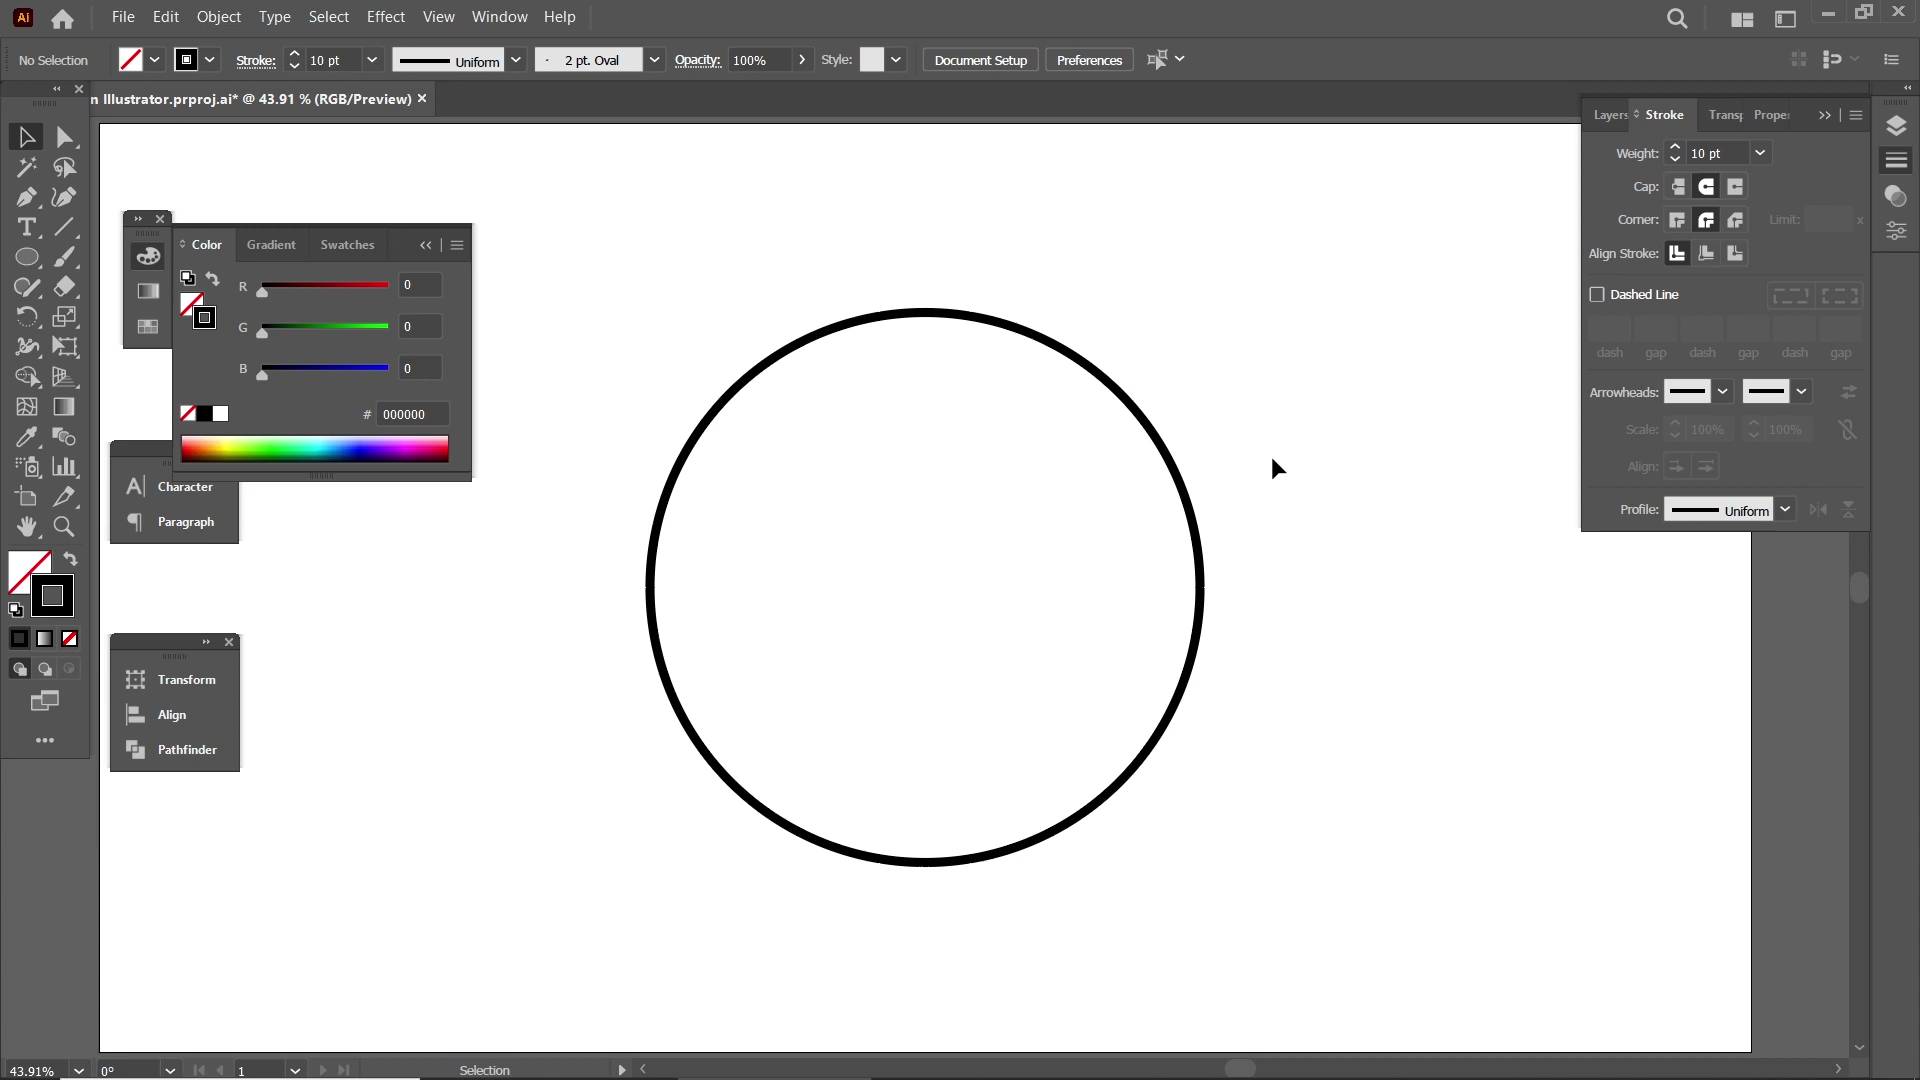 Ai File Edit Object Type Select Effect View Window Help
No Selection Stroke: 10 pt Uniform 2 pt. Oval Opacity: 100% Style: Document Setup Preferences
n Illustrator.prproj.ai* @ 43.91 % (RGB/Preview)
Layers Stroke Transp Proper
Weight: 10 pt
Cap:
Corner: Limit: x
Align Stroke:
Dashed Line
dash gap dash gap dash gap
Arrowheads:
Scale: 100% 100%
Align:
Profile: Uniform
Color Gradient Swatches
R 0
G 0
B 0
# 000000
Character
Paragraph
Transform
Align
Pathfinder
43.91% 0° 1 Selection